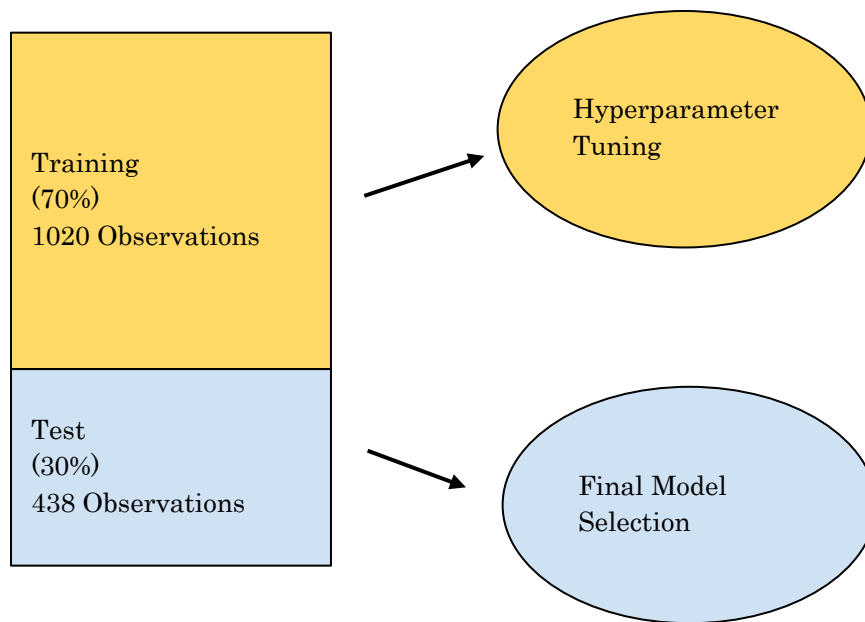 Training
(70%)
1020 Observations
Hyperparameter
Tuning
Test
(30%)
438 Observations
Final Model
Selection